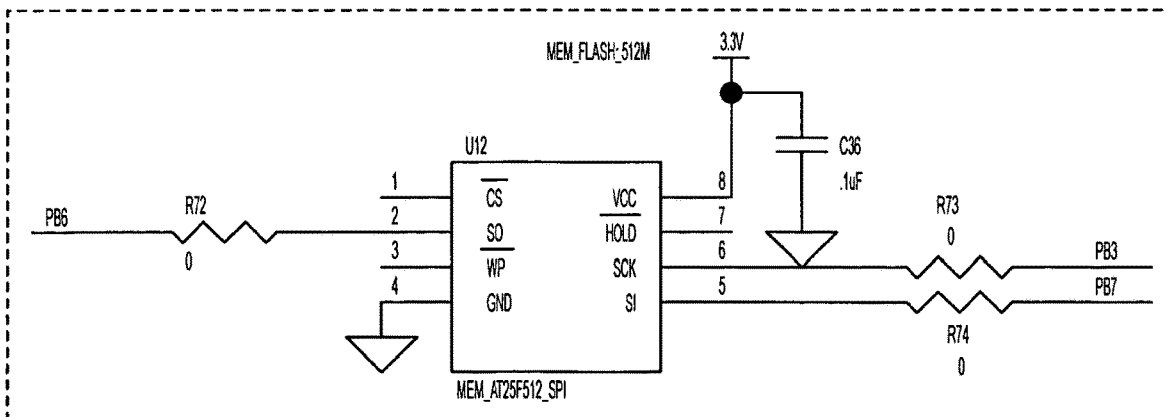 MEM_FLASH_512M
3.3V
U12
C36
.1uF
1
CS
VCC
8
PB6
R72
0
2
SO
HOLD
7
R73
0
3
WP
SCK
6
PB3
4
GND
SI
5
PB7
R74
0
MEM_AT25F512_SPI